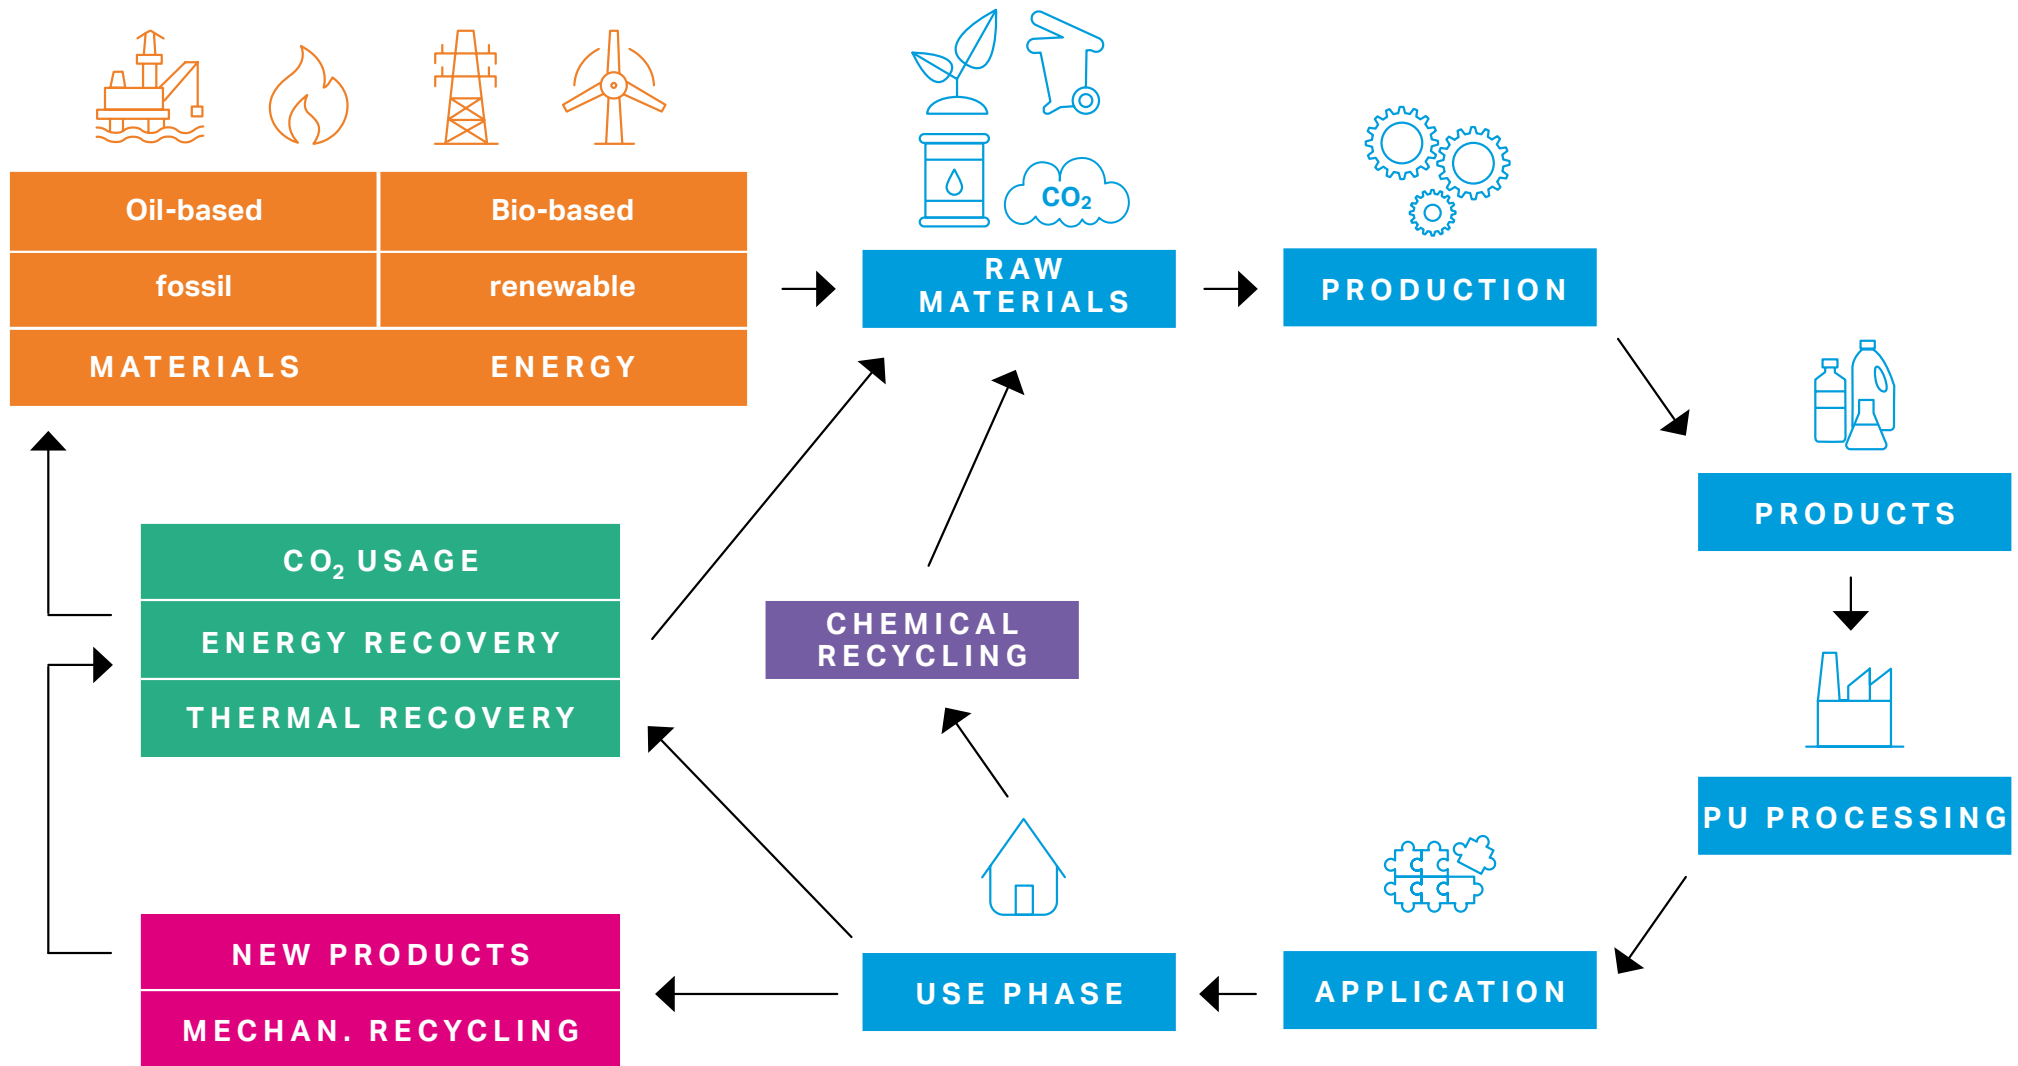 Oil-based
Bio-based
fossil
renewable
MATERIALS
ENERGY
CO₂
RAW
MATERIALS
PRODUCTION
PRODUCTS
PU PROCESSING
APPLICATION
USE PHASE
CHEMICAL
RECYCLING
CO₂ USAGE
ENERGY RECOVERY
THERMAL RECOVERY
NEW PRODUCTS
MECHAN. RECYCLING